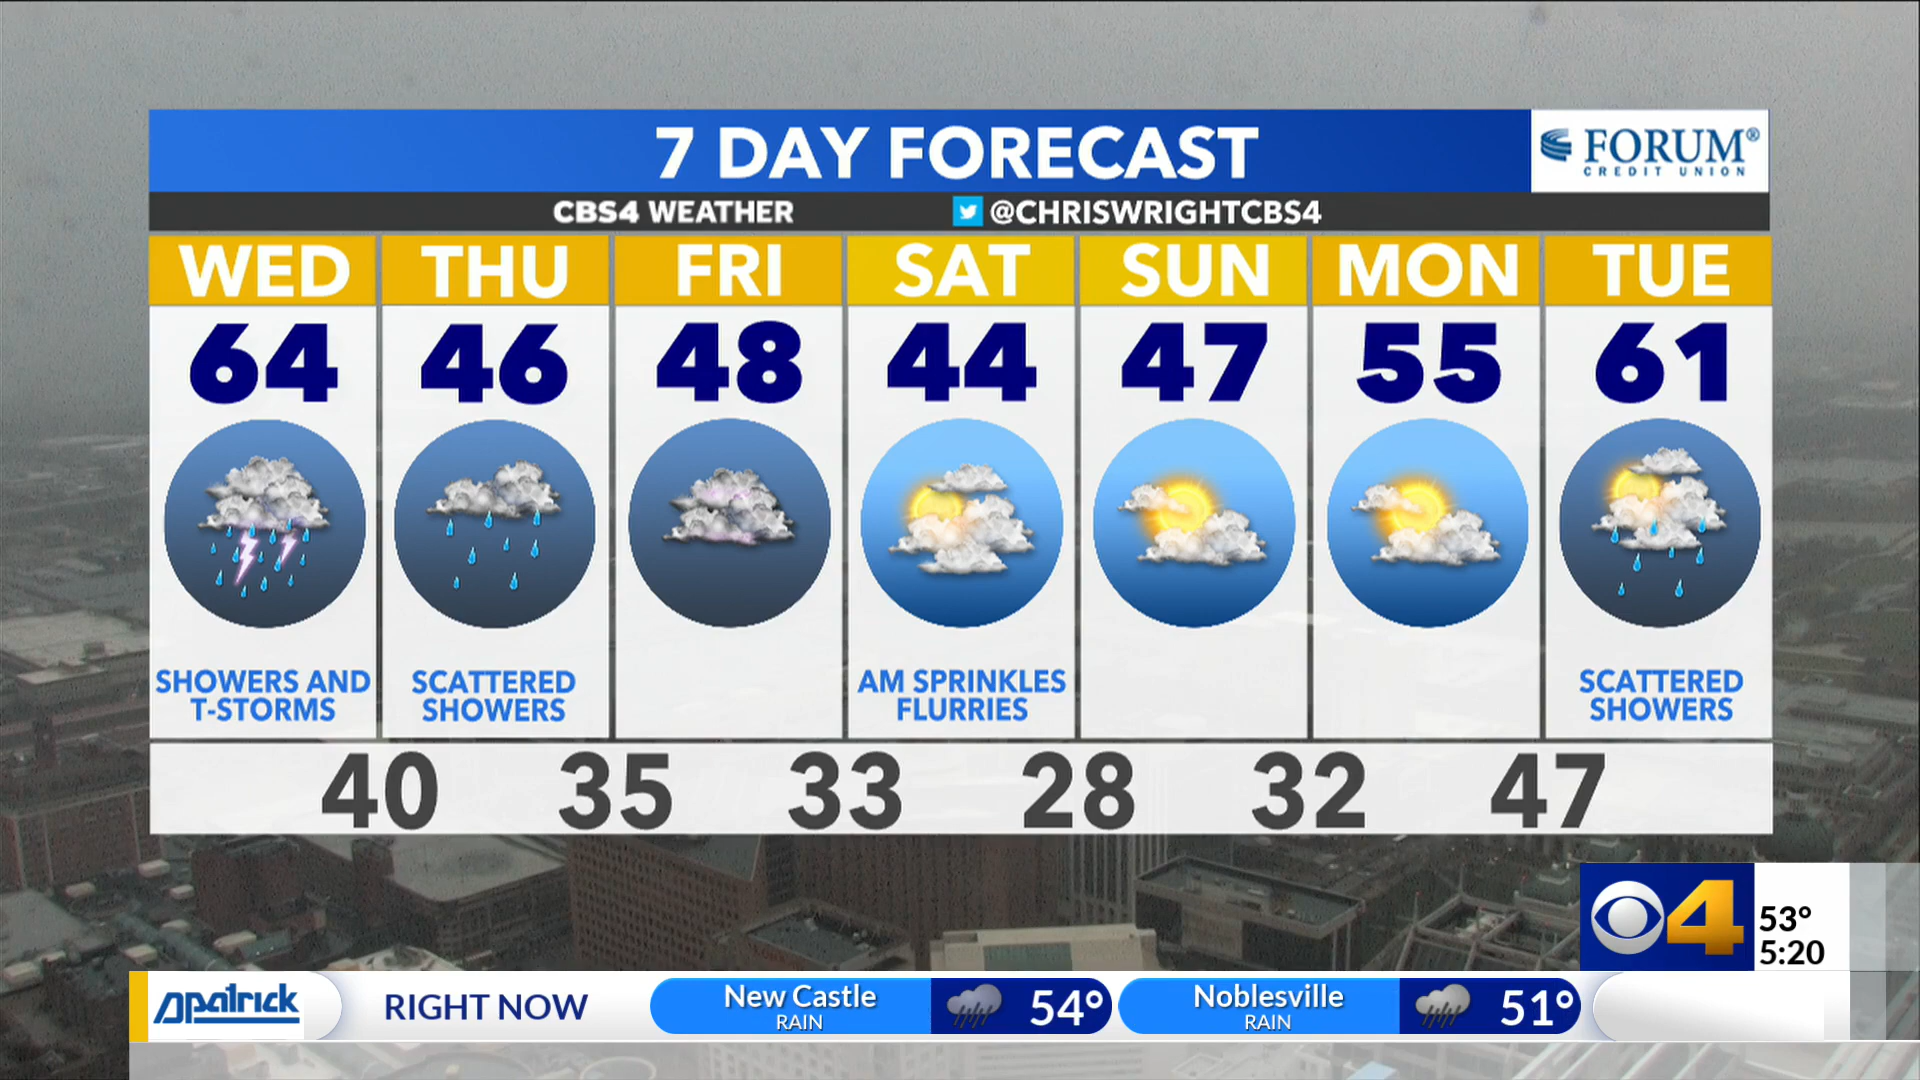 7 DAY FORECAST
FORUM®
CREDIT UNION
CBS4 WEATHER
@CHRISWRIGHTCBS4
WED THU FRI SAT SUN MON TUE
64 46 48 44 47 55 61
SHOWERS AND
T-STORMS
SCATTERED
SHOWERS
AM SPRINKLES
FLURRIES
SCATTERED
SHOWERS
40 35 33 28 32 47
4
53°
5:20
apatrick
RIGHT NOW
New Castle
RAIN
54°
Noblesville
RAIN
51°